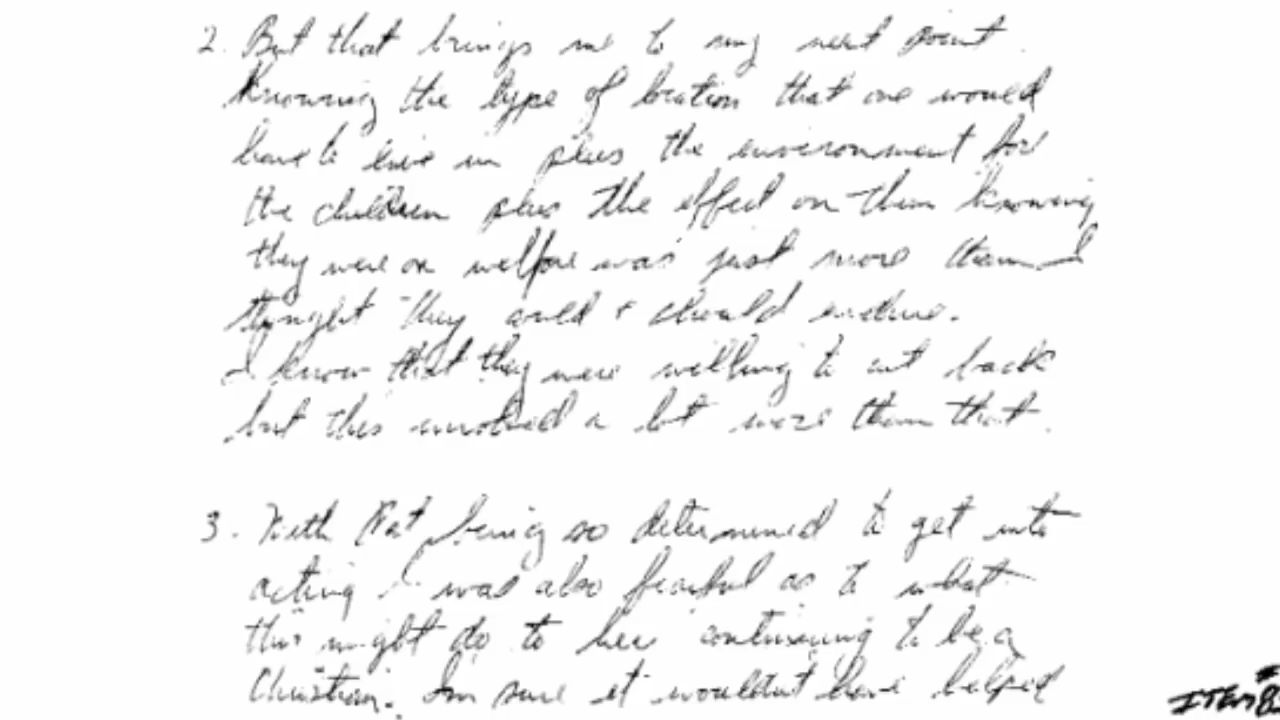 2. But that brings me to my next point
Knowing the type of location that one would
have to live in plus the environment for
the children plus the effect on them knowing
they were on welfare was just more than I
thought they could & should endure.
I know that they were willing to cut back
but this involved a lot more than that.
3. With Pat being so determined to get into
acting I was also fearful as to what
this might do to her continuing to be a
Christian. Im sure it wouldn't have helped
ITEM #